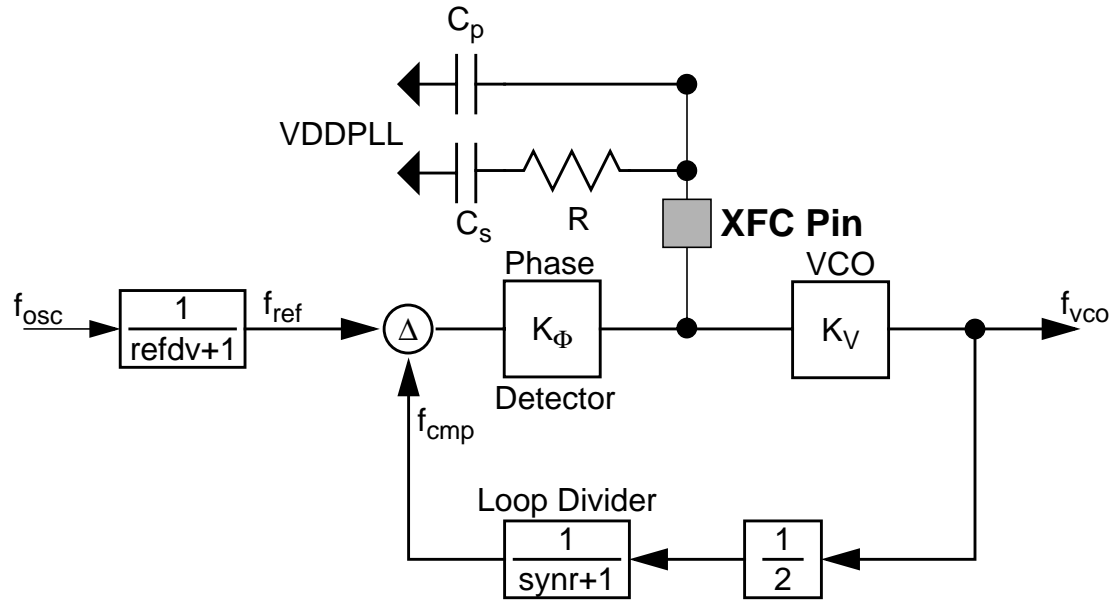 Cp
VDDPLL
Cs
R
XFC Pin
Phase
VCO
fosc
1
refdv+1
fref
Δ
KΦ
KV
fvco
Detector
fcmp
Loop Divider
1
synr+1
1
2